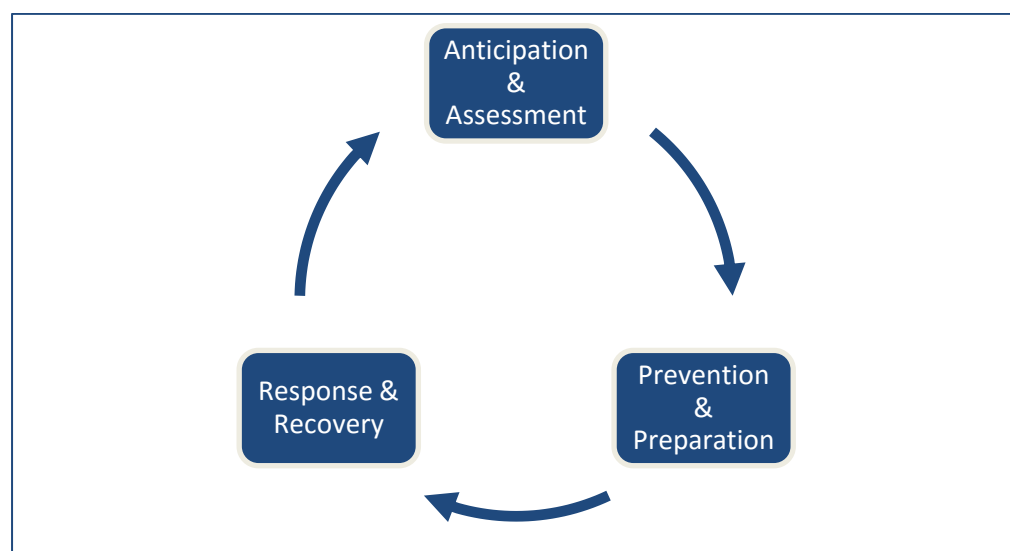 Anticipation
&
Assessment
Prevention
&
Preparation
Response &
Recovery